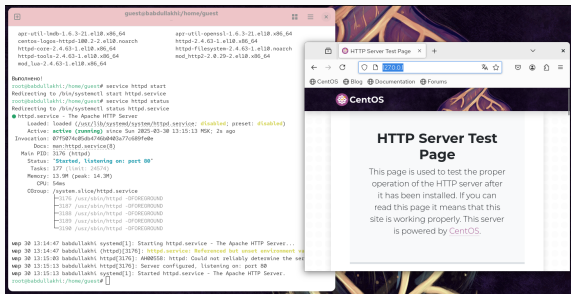 guest@babdullakhi:/home/guest
apr-util-lmdb-1.6.3-21.el10.x86_64 apr-util-openssl-1.6.3-21.el10.x86_64
centos-logos-httpd-100.2-2.el10.noarch httpd-2.4.63-1.el10.x86_64
httpd-core-2.4.63-1.el10.x86_64 httpd-filesystem-2.4.63-1.el10.noarch
httpd-tools-2.4.63-1.el10.x86_64 mod_http2-2.0.29-2.el10.x86_64
mod_lua-2.4.63-1.el10.x86_64
Выполнено!
root@babdullakhi:/home/guest# service httpd start
Redirecting to /bin/systemctl start httpd.service
root@babdullakhi:/home/guest# service httpd status
Redirecting to /bin/systemctl status httpd.service
● httpd.service - The Apache HTTP Server
Loaded: loaded (/usr/lib/systemd/system/httpd.service; disabled; preset: disabled)
Active: active (running) since Sun 2025-03-30 13:15:13 MSK; 2s ago
Invocation: 07f5074c05db4746b0403a77c689fe0e
Docs: man:httpd.service(8)
Main PID: 3176 (httpd)
Status: "Started, listening on: port 80"
Tasks: 177 (limit: 24574)
Memory: 13.9M (peak: 14.3M)
CPU: 54ms
CGroup: /system.slice/httpd.service
├─3176 /usr/sbin/httpd -DFOREGROUND
├─3187 /usr/sbin/httpd -DFOREGROUND
├─3188 /usr/sbin/httpd -DFOREGROUND
├─3189 /usr/sbin/httpd -DFOREGROUND
└─3190 /usr/sbin/httpd -DFOREGROUND
мар 30 13:14:47 babdullakhi systemd[1]: Starting httpd.service - The Apache HTTP Server...
мар 30 13:14:47 babdullakhi (httpd)[3176]: httpd.service: Referenced but unset environment va
мар 30 13:15:03 babdullakhi httpd[3176]: AH00558: httpd: Could not reliably determine the ser
мар 30 13:15:13 babdullakhi httpd[3176]: Server configured, listening on: port 80
мар 30 13:15:13 babdullakhi systemd[1]: Started httpd.service - The Apache HTTP Server.
root@babdullakhi:/home/guest#
HTTP Server Test Page
127.0.0.1
CentOS Blog Documentation Forums
CentOS
HTTP Server Test
Page
This page is used to test the proper
operation of the HTTP server after
it has been installed. If you can
read this page it means that this
site is working properly. This server
is powered by CentOS.